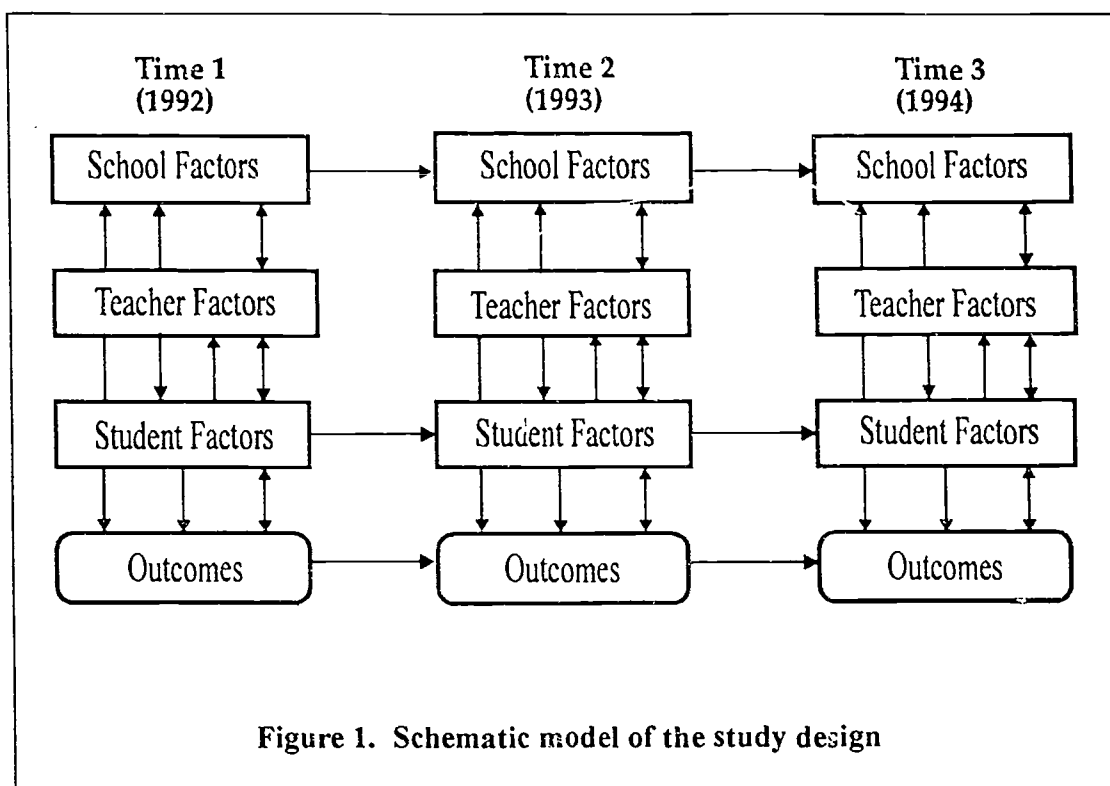 Time 1
(1992)
Time 2
(1993)
Time 3
(1994)
School Factors
School Factors
School Factors
Teacher Factors
Teacher Factors
Teacher Factors
Student Factors
Student Factors
Student Factors
Outcomes
Outcomes
Outcomes
Figure 1. Schematic model of the study design